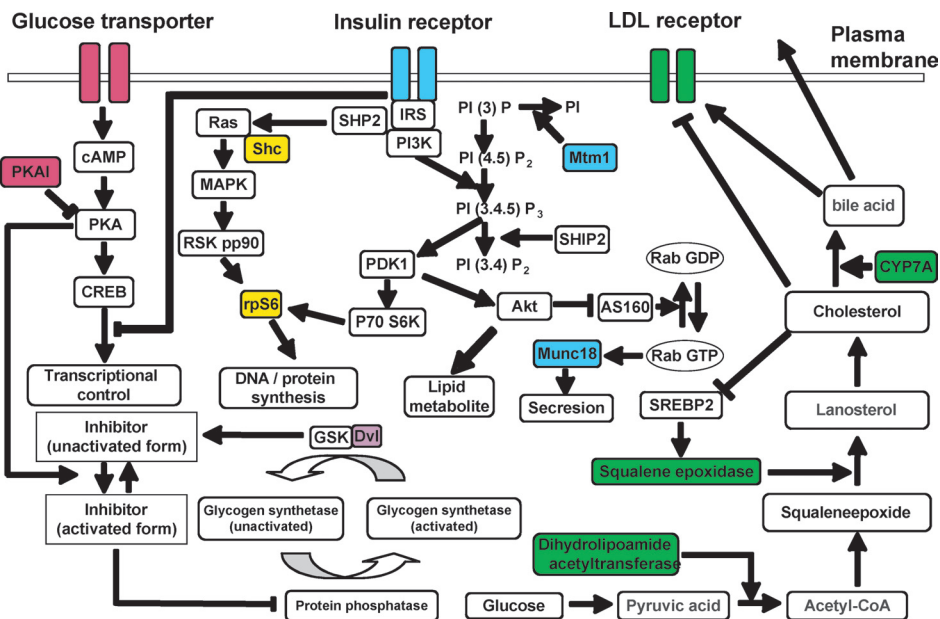 Glucose transporter
Insulin receptor
LDL receptor
Plasma
membrane
Ras
Shc
SHP2
IRS
PI3K
PI (3) P
PI
Mtm1
cAMP
PKAI
PKA
CREB
MAPK
RSK pp90
PI (4.5) P2
PI (3.4.5) P3
PI (3.4) P2
SHIP2
PDK1
rpS6
P70 S6K
Akt
AS160
Rab GDP
Rab GTP
Munc18
Secresion
bile acid
CYP7A
Cholesterol
Transcriptional
control
DNA / protein
synthesis
Lipid
metabolite
SREBP2
Lanosterol
Inhibitor
(unactivated form)
GSK
Dvl
Squalene epoxidase
Inhibitor
(activated form)
Glycogen synthetase
(unactivated)
Glycogen synthetase
(activated)
Squaleneepoxide
Dihydrolipoamide
acetyltransferase
Protein phosphatase
Glucose
Pyruvic acid
Acetyl-CoA